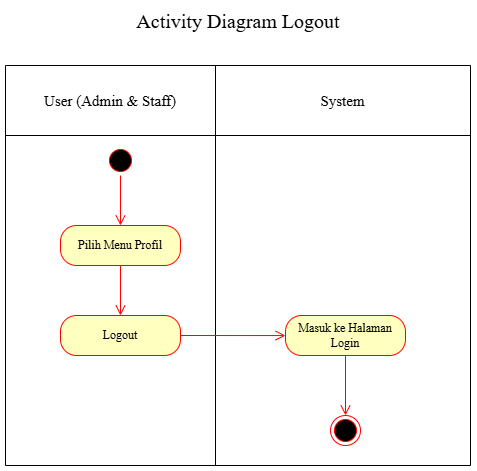 Activity Diagram Logout
User (Admin & Staff)
System
Pilih Menu Profil
Logout
Masuk ke Halaman
Login